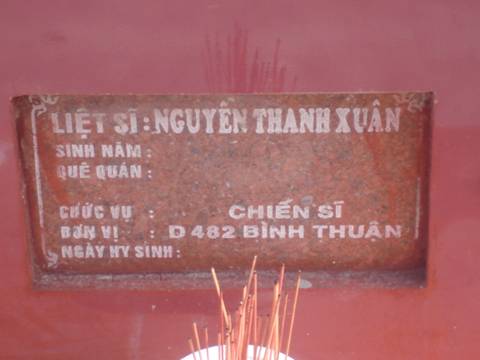 LIỆT SĨ : NGUYỄN THANH XUÂN
SINH NĂM :
QUÊ QUÁN :
CƯỚC VỤ : CHIẾN SĨ
ĐƠN VỊ : D 482 BÌNH THUẬN
NGÀY HY SINH :